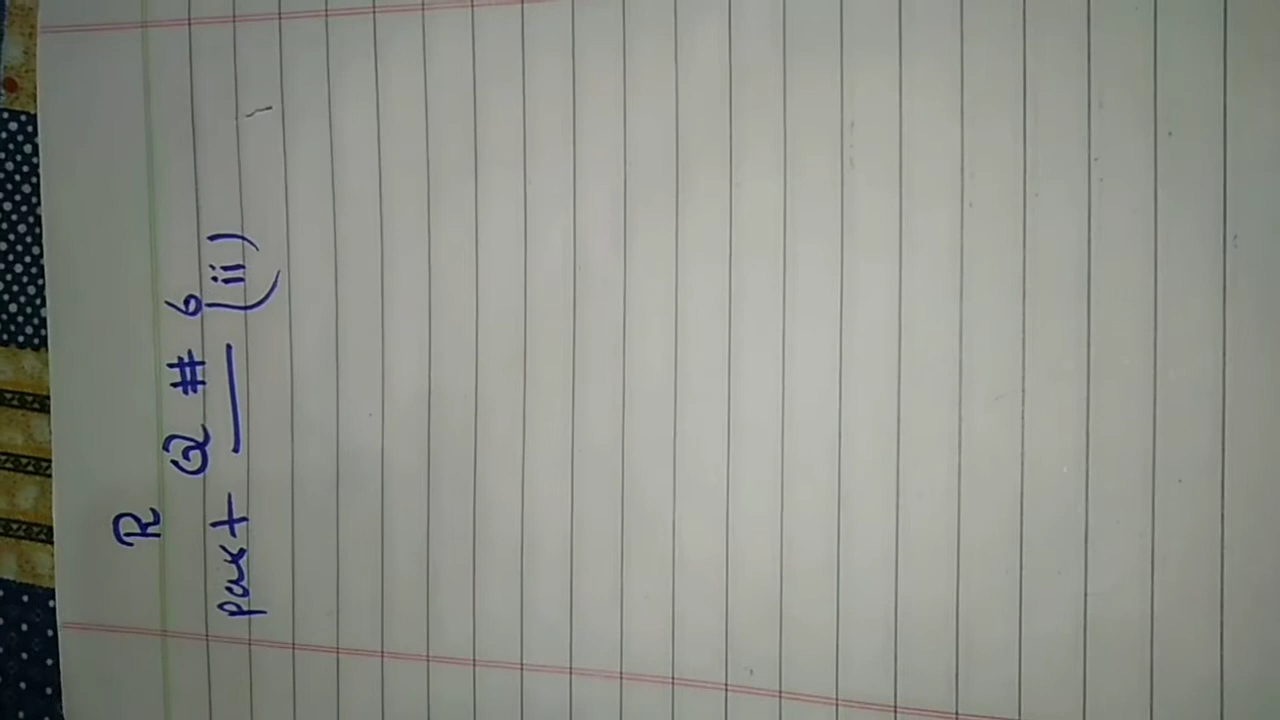 R
Q # 6
part — (ii)